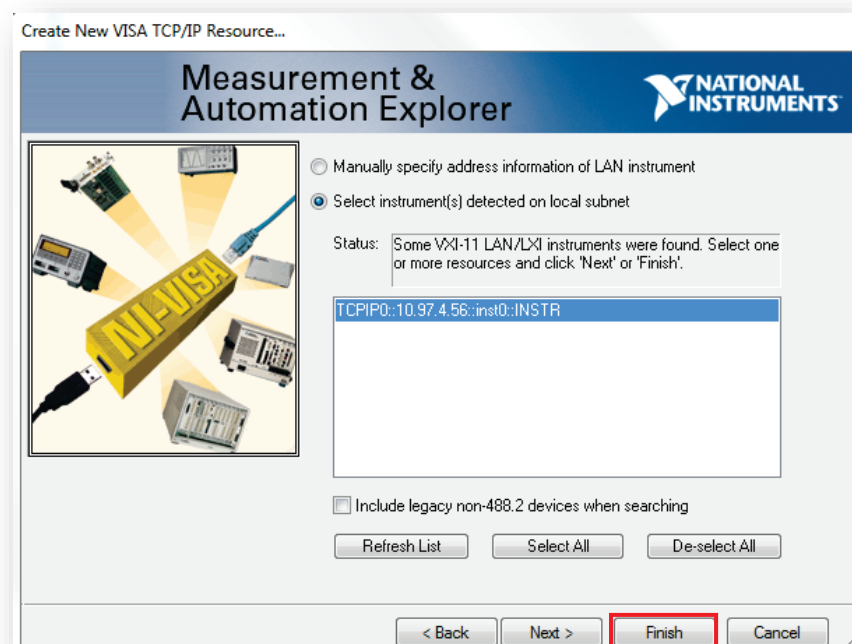 Create New VISA TCP/IP Resource...
Measurement &
Automation Explorer
NATIONAL
INSTRUMENTS
NI-VISA
Manually specify address information of LAN instrument
Select instrument(s) detected on local subnet
Status:
Some VXI-11 LAN/LXI instruments were found. Select one
or more resources and click 'Next' or 'Finish'.
TCPIP0::10.97.4.56::inst0::INSTR
Include legacy non-488.2 devices when searching
Refresh List Select All De-select All
< Back Next > Finish Cancel